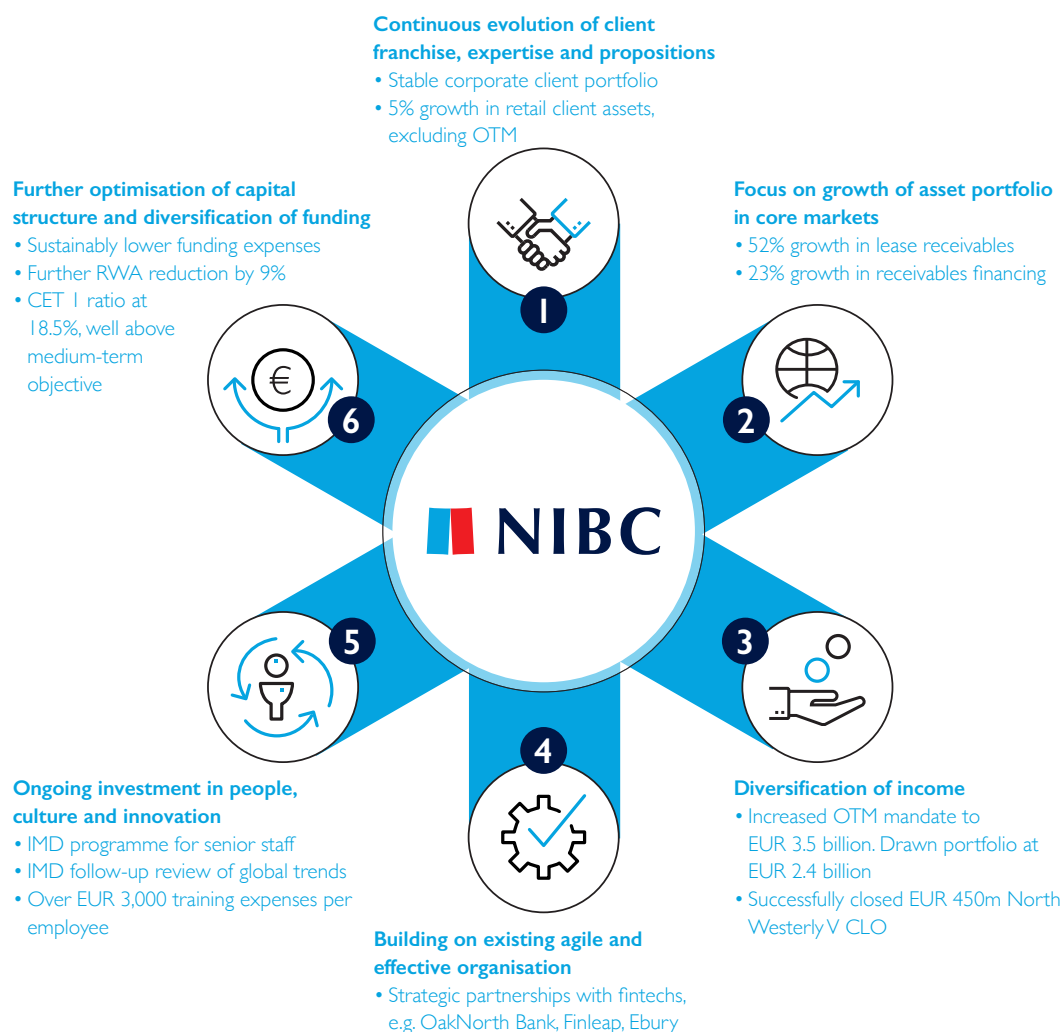 Continuous evolution of client
franchise, expertise and propositions
• Stable corporate client portfolio
• 5% growth in retail client assets,
excluding OTM
1
Focus on growth of asset portfolio
in core markets
• 52% growth in lease receivables
• 23% growth in receivables financing
2
Diversification of income
• Increased OTM mandate to
EUR 3.5 billion. Drawn portfolio at
EUR 2.4 billion
• Successfully closed EUR 450m North
Westerly V CLO
3
Building on existing agile and
effective organisation
• Strategic partnerships with fintechs,
e.g. OakNorth Bank, Finleap, Ebury
4
Ongoing investment in people,
culture and innovation
• IMD programme for senior staff
• IMD follow-up review of global trends
• Over EUR 3,000 training expenses per
employee
5
Further optimisation of capital
structure and diversification of funding
• Sustainably lower funding expenses
• Further RWA reduction by 9%
• CET 1 ratio at
18.5%, well above
medium-term
objective
€
6
NIBC